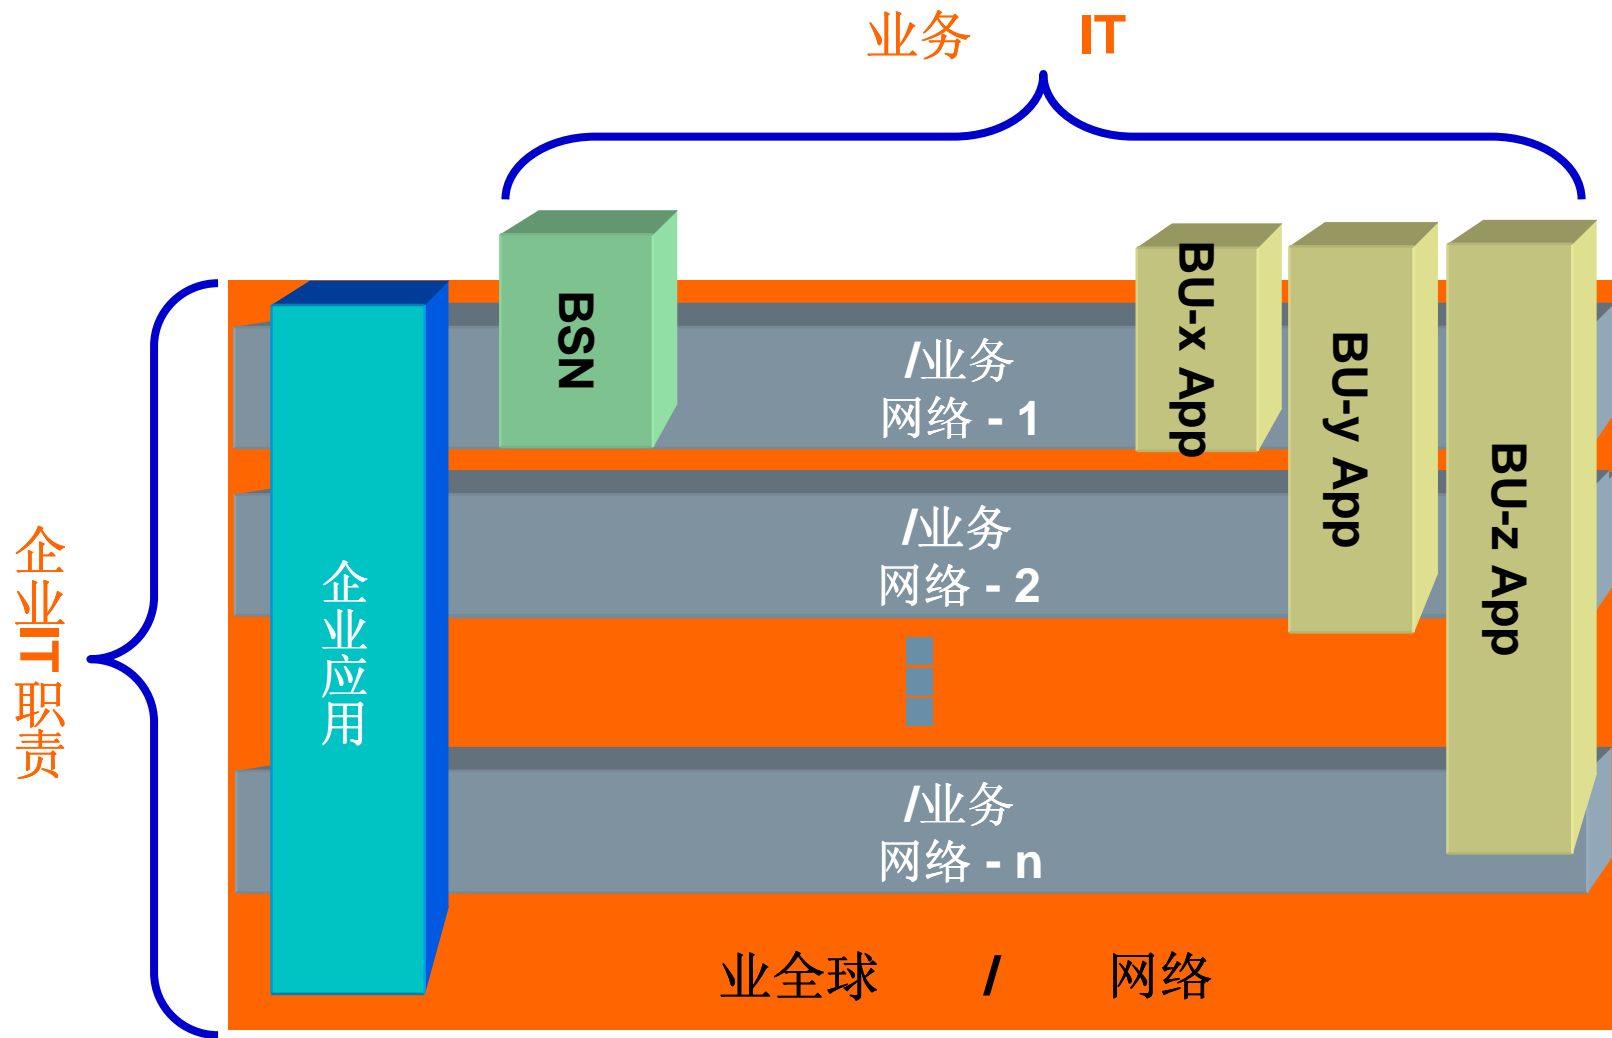 业务 IT
BSN
BU-x App
BU-y App
BU-z App
/业务
网络 - 1
/业务
网络 - 2
企业IT职责
企业应用
/业务
网络 - n
业全球 / 网络